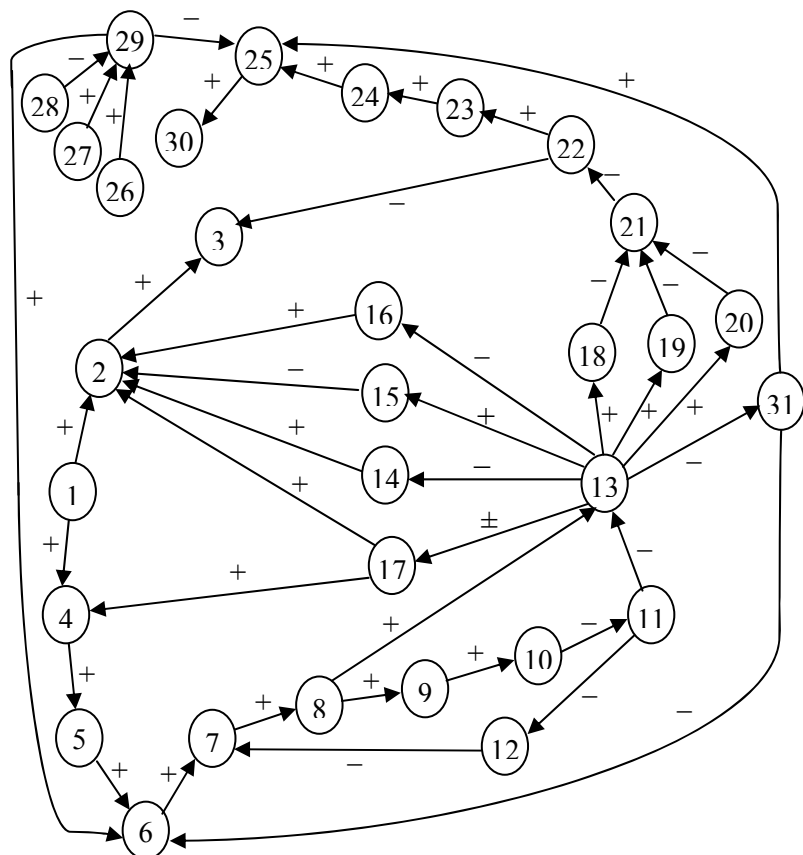 29 − 25 +
28 − + 24 + 23 + 22
27 + 30 +
26
− −
3 21
+ − − −
+ 16 + 18 19 20
2 − − 31
+ 15 + + + +
1 + 14 − 13 −
+ + 17 ±
4 + + 11 −
+ 8 + 9 + 10 −
5 + 7 + − 12 −
+ + −
6